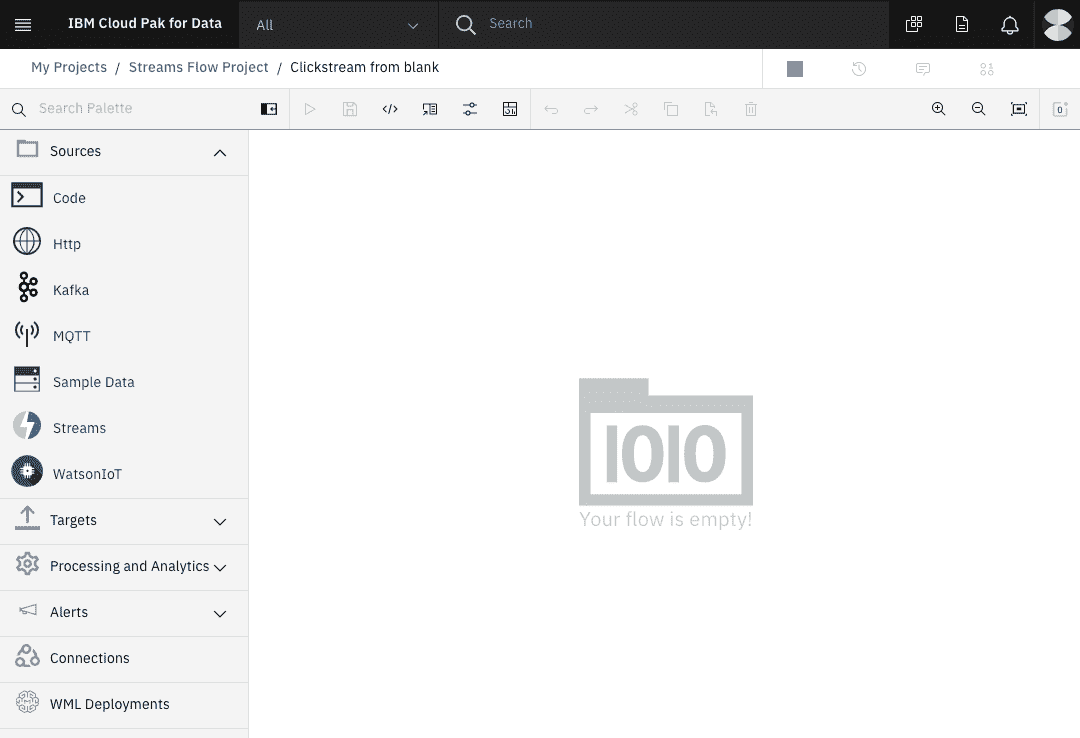 IBM Cloud Pak for Data
All
Search
My Projects / Streams Flow Project / Clickstream from blank
Search Palette
</>
0
Sources
Code
Http
Kafka
MQTT
Sample Data
Streams
WatsonIoT
Targets
Processing and Analytics
Alerts
Connections
WML Deployments
1010
Your flow is empty!